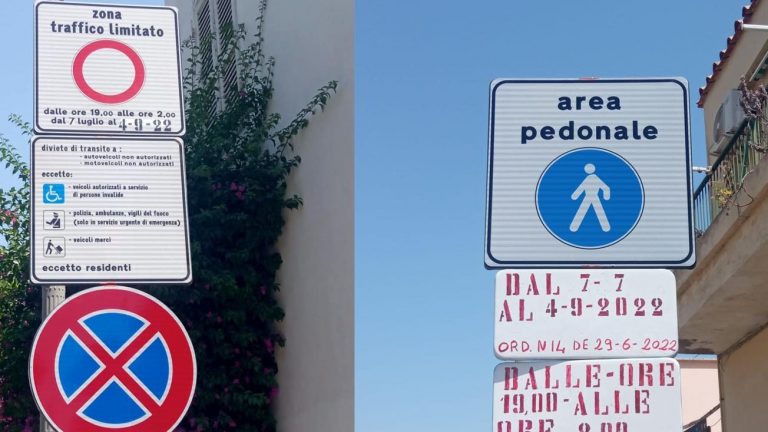 zona
traffico limitato
dalle ore 19,00 alle ore 2,00
dal 7 luglio al 4-9-22
divieto di transito a :
- autoveicoli non autorizzati
- motoveicoli non autorizzati
eccetto:
- veicoli autorizzati a servizio
di persone invalide
- polizia, ambulanze, vigili del fuoco
(solo in servizio urgente di emergenza)
- veicoli merci
eccetto residenti
area
pedonale
DAL 7-7
AL 4-9-2022
ORD. N 14 DE 29-6-2022
DALLE-ORE
19,00-ALLE
ORE